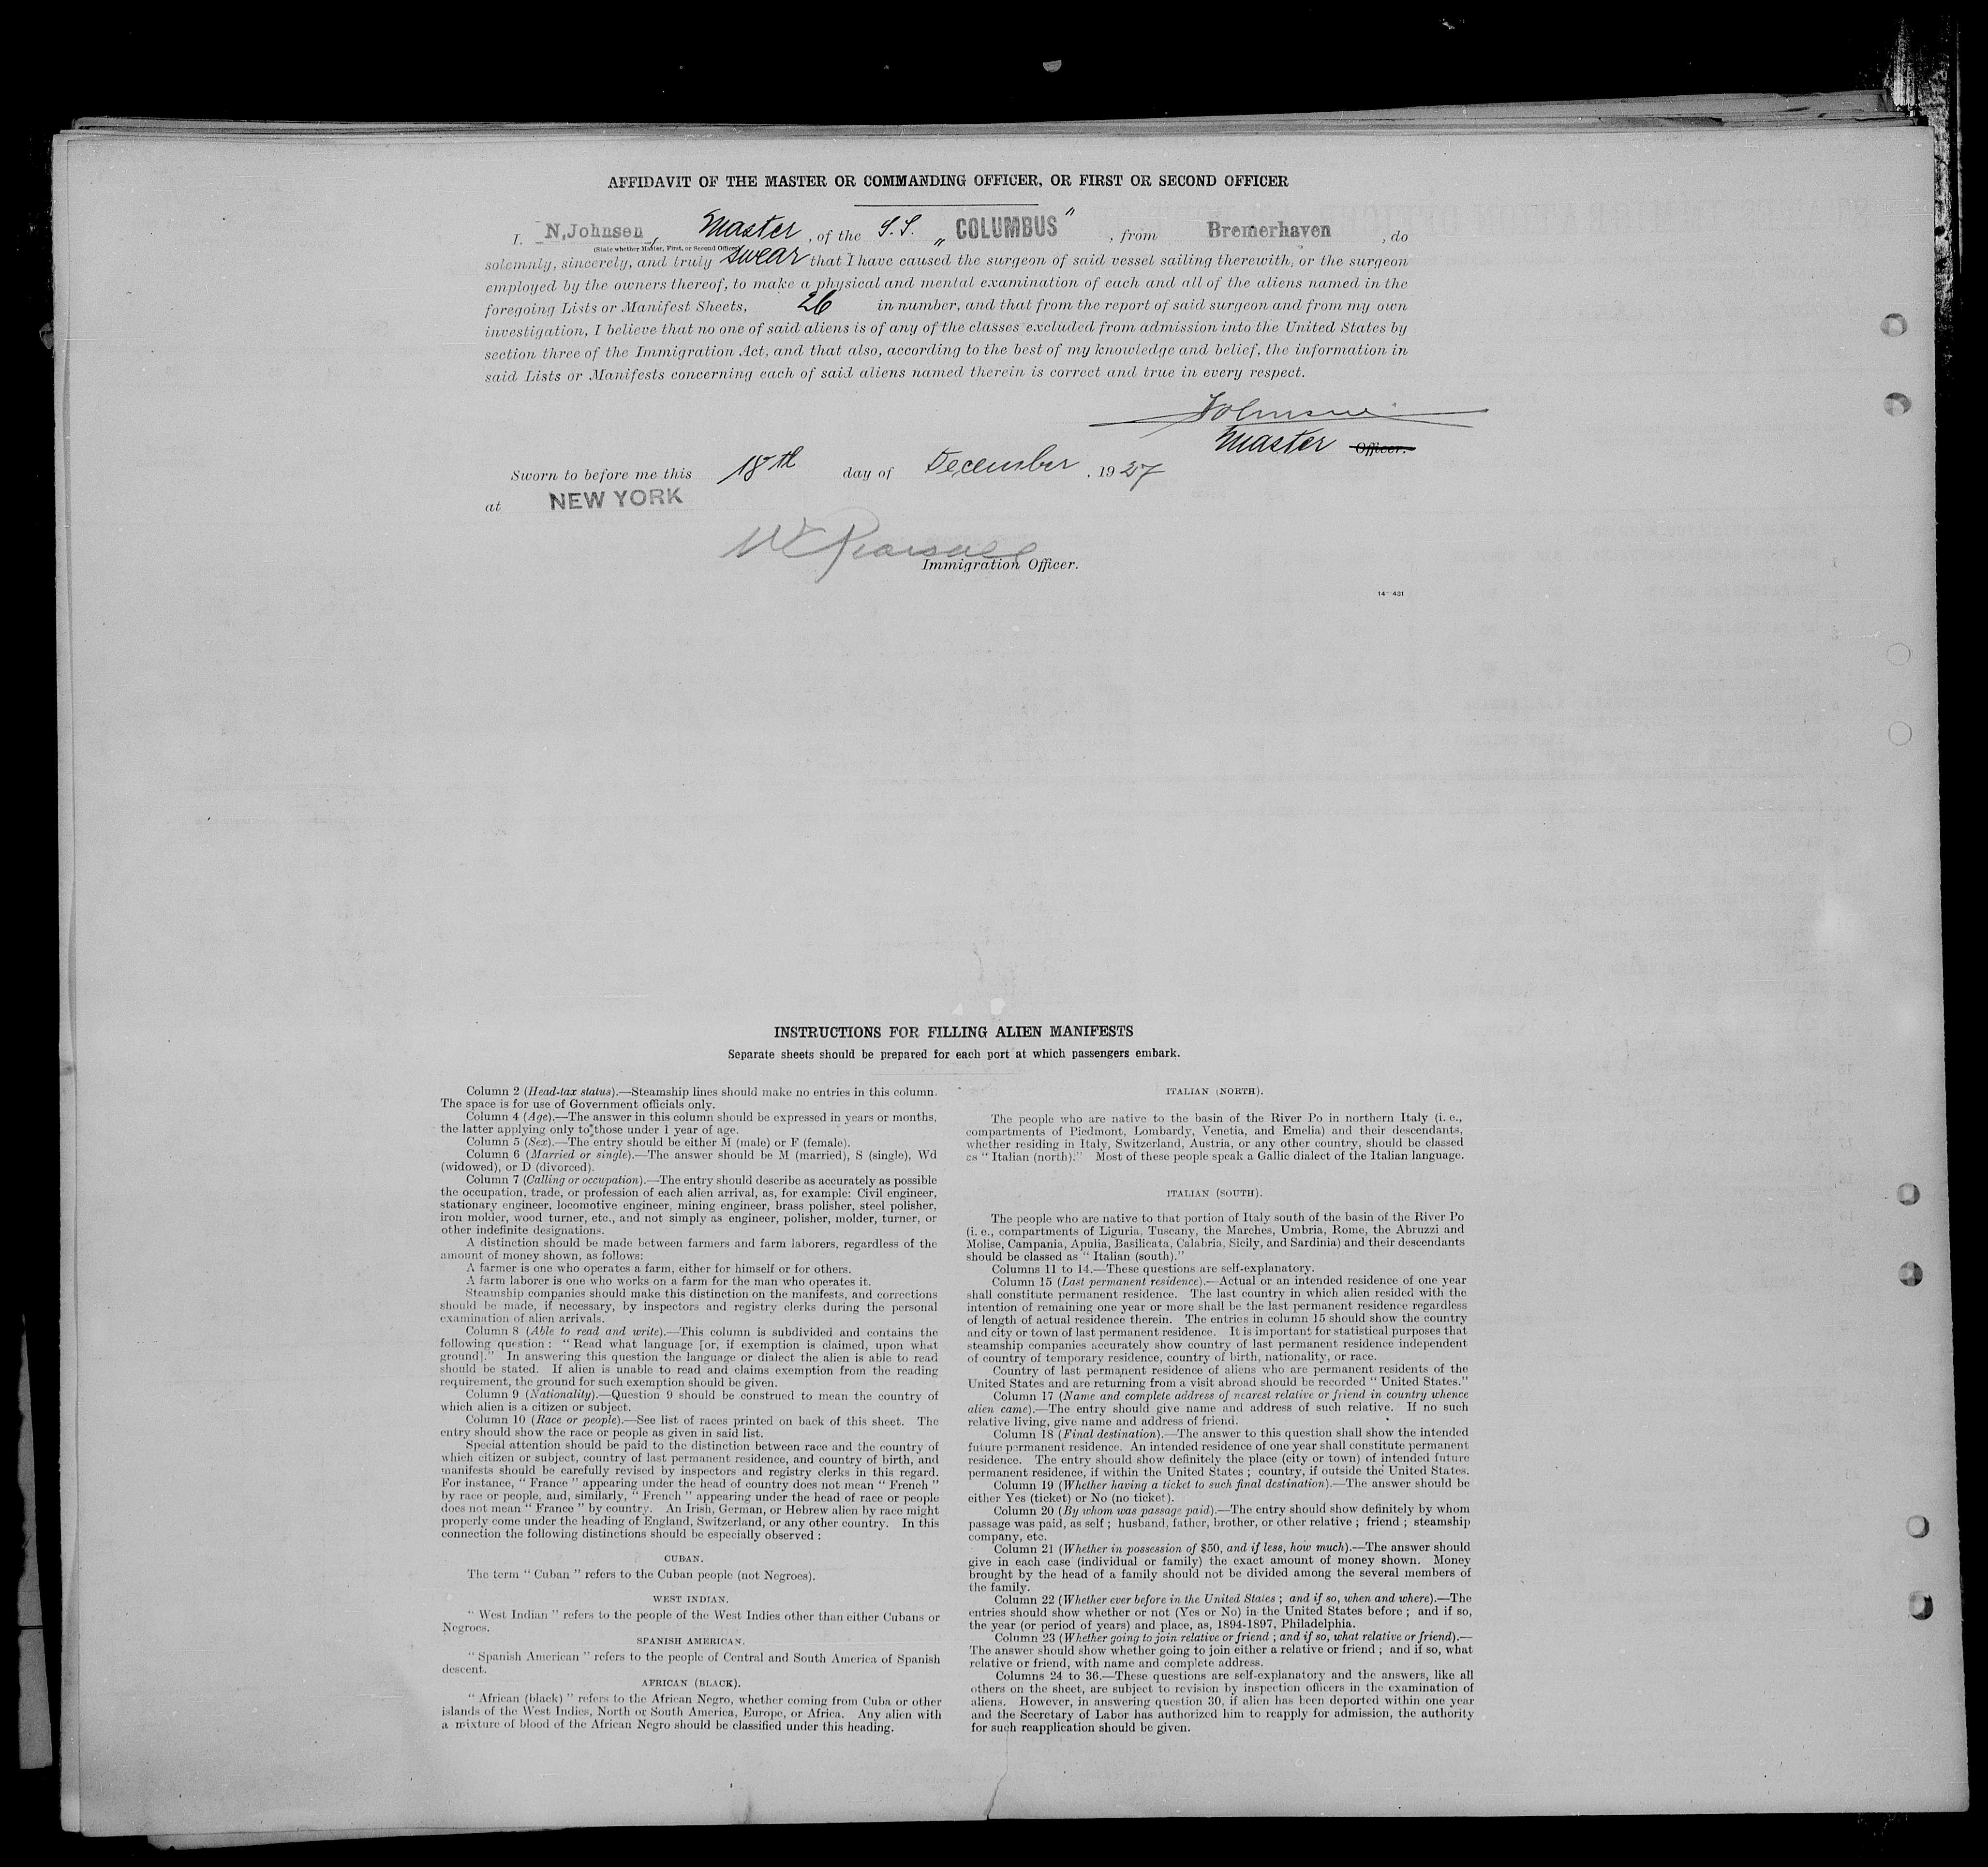 AFFIDAVIT OF THE MASTER OR COMMANDING OFFICER, OR FIRST OR SECOND OFFICER
I, N, Johnsen, Master, of the S.S. „COLUMBUS", from Bremerhaven, do
(State whether Master, First, or Second Officer)
solemnly, sincerely, and truly swear that I have caused the surgeon of said vessel sailing therewith, or the surgeon
employed by the owners thereof, to make a physical and mental examination of each and all of the aliens named in the
foregoing Lists or Manifest Sheets, 26 in number, and that from the report of said surgeon and from my own
investigation, I believe that no one of said aliens is of any of the classes excluded from admission into the United States by
section three of the Immigration Act, and that also, according to the best of my knowledge and belief, the information in
said Lists or Manifests concerning each of said aliens named therein is correct and true in every respect.
Johnsen
Master Officer.
Sworn to before me this 18th day of December, 1927
at NEW YORK
Pearsall
Immigration Officer.
14—431
INSTRUCTIONS FOR FILLING ALIEN MANIFESTS
Separate sheets should be prepared for each port at which passengers embark.
Column 2 (Head-tax status).—Steamship lines should make no entries in this column.
The space is for use of Government officials only.
Column 4 (Age).—The answer in this column should be expressed in years or months,
the latter applying only to those under 1 year of age.
Column 5 (Sex).—The entry should be either M (male) or F (female).
Column 6 (Married or single).—The answer should be M (married), S (single), Wd
(widowed), or D (divorced).
Column 7 (Calling or occupation).—The entry should describe as accurately as possible
the occupation, trade, or profession of each alien arrival, as, for example: Civil engineer,
stationary engineer, locomotive engineer, mining engineer, brass polisher, steel polisher,
iron molder, wood turner, etc., and not simply as engineer, polisher, molder, turner, or
other indefinite designations.
A distinction should be made between farmers and farm laborers, regardless of the
amount of money shown, as follows:
A farmer is one who operates a farm, either for himself or for others.
A farm laborer is one who works on a farm for the man who operates it.
Steamship companies should make this distinction on the manifests, and corrections
should be made, if necessary, by inspectors and registry clerks during the personal
examination of alien arrivals.
Column 8 (Able to read and write).—This column is subdivided and contains the
following question: "Read what language [or, if exemption is claimed, upon what
ground]." In answering this question the language or dialect the alien is able to read
should be stated. If alien is unable to read and claims exemption from the reading
requirement, the ground for such exemption should be given.
Column 9 (Nationality).—Question 9 should be construed to mean the country of
which alien is a citizen or subject.
Column 10 (Race or people).—See list of races printed on back of this sheet. The
entry should show the race or people as given in said list.
Special attention should be paid to the distinction between race and the country of
which citizen or subject, country of last permanent residence, and country of birth, and
manifests should be carefully revised by inspectors and registry clerks in this regard.
For instance, "France" appearing under the head of country does not mean "French"
by race or people, and, similarly, "French" appearing under the head of race or people
does not mean "France" by country. An Irish, German, or Hebrew alien by race might
properly come under the heading of England, Switzerland, or any other country. In this
connection the following distinctions should be especially observed:
CUBAN.
The term "Cuban" refers to the Cuban people (not Negroes).
WEST INDIAN.
"West Indian" refers to the people of the West Indies other than either Cubans or
Negroes.
SPANISH AMERICAN.
"Spanish American" refers to the people of Central and South America of Spanish
descent.
AFRICAN (BLACK).
"African (black)" refers to the African Negro, whether coming from Cuba or other
islands of the West Indies, North or South America, Europe, or Africa. Any alien with
a mixture of blood of the African Negro should be classified under this heading.
ITALIAN (NORTH).
The people who are native to the basin of the River Po in northern Italy (i. e.,
compartments of Piedmont, Lombardy, Venetia, and Emelia) and their descendants,
whether residing in Italy, Switzerland, Austria, or any other country, should be classed
as "Italian (north)." Most of these people speak a Gallic dialect of the Italian language.
ITALIAN (SOUTH).
The people who are native to that portion of Italy south of the basin of the River Po
(i. e., compartments of Liguria, Tuscany, the Marches, Umbria, Rome, the Abruzzi and
Molise, Campania, Apulia, Basilicata, Calabria, Sicily, and Sardinia) and their descendants
should be classed as "Italian (south)."
Columns 11 to 14.—These questions are self-explanatory.
Column 15 (Last permanent residence).—Actual or an intended residence of one year
shall constitute permanent residence. The last country in which alien resided with the
intention of remaining one year or more shall be the last permanent residence regardless
of length of actual residence therein. The entries in column 15 should show the country
and city or town of last permanent residence. It is important for statistical purposes that
steamship companies accurately show country of last permanent residence independent
of country of temporary residence, country of birth, nationality, or race.
Country of last permanent residence of aliens who are permanent residents of the
United States and are returning from a visit abroad should be recorded "United States."
Column 17 (Name and complete address of nearest relative or friend in country whence
alien came).—The entry should give name and address of such relative. If no such
relative living, give name and address of friend.
Column 18 (Final destination).—The answer to this question shall show the intended
future permanent residence. An intended residence of one year shall constitute permanent
residence. The entry should show definitely the place (city or town) of intended future
permanent residence, if within the United States; country, if outside the United States.
Column 19 (Whether having a ticket to such final destination).—The answer should be
either Yes (ticket) or No (no ticket).
Column 20 (By whom was passage paid).—The entry should show definitely by whom
passage was paid, as self; husband, father, brother, or other relative; friend; steamship
company, etc.
Column 21 (Whether in possession of $50, and if less, how much).—The answer should
give in each case (individual or family) the exact amount of money shown. Money
brought by the head of a family should not be divided among the several members of
the family.
Column 22 (Whether ever before in the United States; and if so, when and where).—The
entries should show whether or not (Yes or No) in the United States before; and if so,
the year (or period of years) and place, as, 1894-1897, Philadelphia.
Column 23 (Whether going to join relative or friend; and if so, what relative or friend).—
The answer should show whether going to join either a relative or friend; and if so, what
relative or friend, with name and complete address.
Columns 24 to 36.—These questions are self-explanatory and the answers, like all
others on the sheet, are subject to revision by inspection officers in the examination of
aliens. However, in answering question 30, if alien has been deported within one year
and the Secretary of Labor has authorized him to reapply for admission, the authority
for such reapplication should be given.